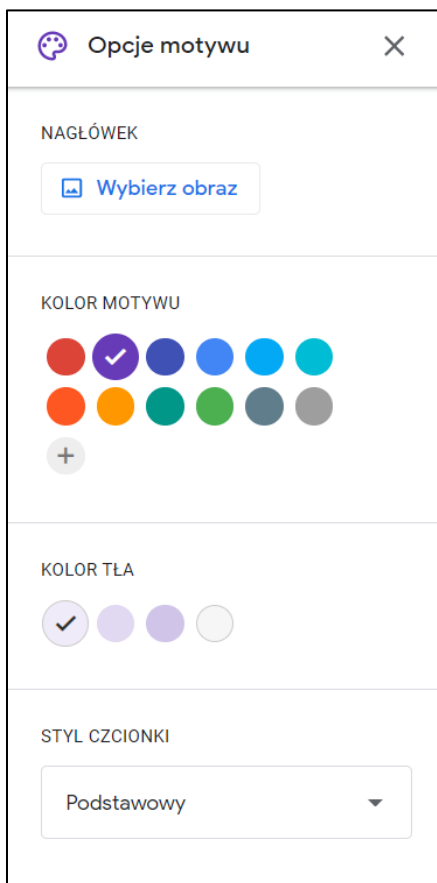 Opcje motywu
NAGŁÓWEK
Wybierz obraz
KOLOR MOTYWU
KOLOR TŁA
STYL CZCIONKI
Podstawowy